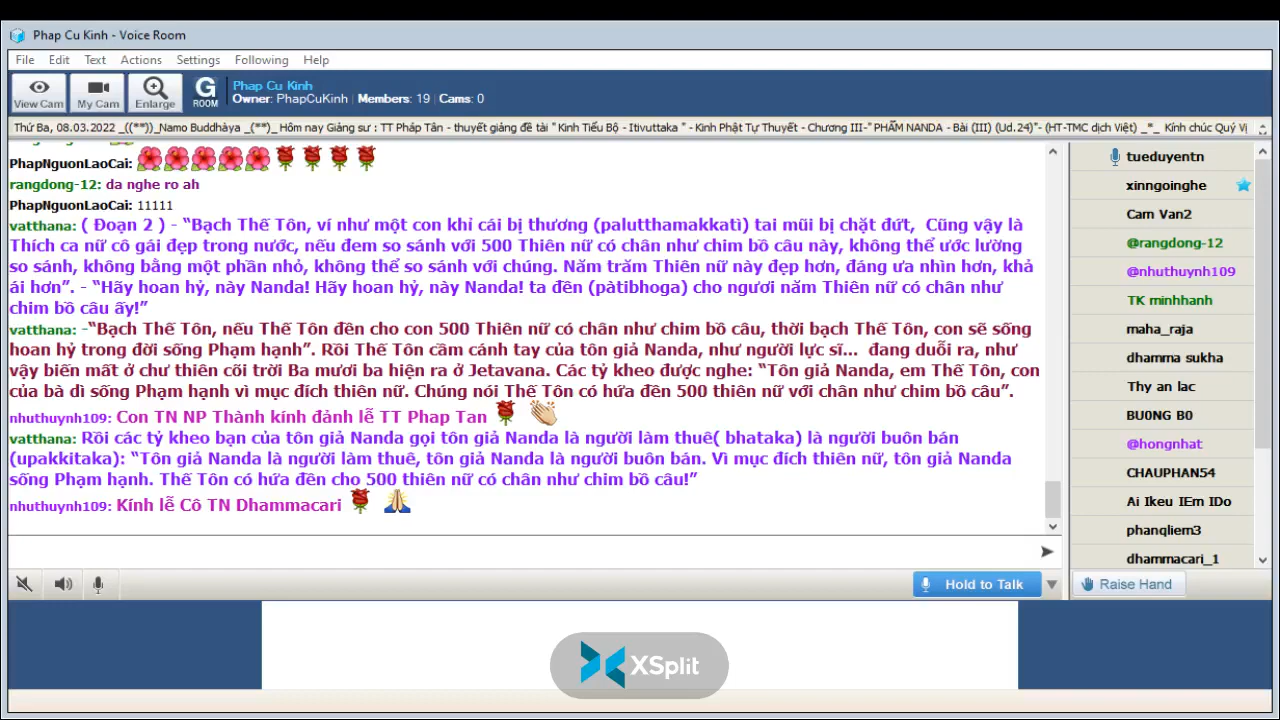 Phap Cu Kinh - Voice Room
File Edit Text Actions Settings Following Help
View Cam
My Cam
Enlarge
G
ROOM
Phap Cu Kinh
Owner: PhapCuKinh | Members: 19 | Cams: 0
Thứ Ba, 08.03.2022 _((**))_Namo Buddhàya _(**)_ Hôm nay Giảng sư : TT Pháp Tân - thuyết giảng đề tài " Kinh Tiểu Bộ - Itivuttaka " - Kinh Phật Tự Thuyết - Chương III-" PHẨM NANDA - Bài (III) (Ud.24)"- (HT-TMC dịch Việt) _*_ Kính chúc Quý Vị
PhapNguonLaoCai:
rangdong-12: da nghe ro ah
PhapNguonLaoCai: 11111
vatthana: ( Đoạn 2 ) - “Bạch Thế Tôn, ví như một con khỉ cái bị thương (palutthamakkatì) tai mũi bị chặt đứt, Cũng vậy là
Thích ca nữ cô gái đẹp trong nước, nếu đem so sánh với 500 Thiên nữ có chân như chim bồ câu này, không thể ước lường
so sánh, không bằng một phần nhỏ, không thể so sánh với chúng. Năm trăm Thiên nữ này đẹp hơn, đáng ưa nhìn hơn, khả
ái hơn”. - “Hãy hoan hỷ, này Nanda! Hãy hoan hỷ, này Nanda! ta đền (pàtibhoga) cho ngươi năm Thiên nữ có chân như
chim bồ câu ấy!”
vatthana: -“Bạch Thế Tôn, nếu Thế Tôn đền cho con 500 Thiên nữ có chân như chim bồ câu, thời bạch Thế Tôn, con sẽ sống
hoan hỷ trong đời sống Phạm hạnh”. Rồi Thế Tôn cầm cánh tay của tôn giả Nanda, như người lực sĩ... đang duỗi ra, như
vậy biến mất ở chư thiên cõi trời Ba mươi ba hiện ra ở Jetavana. Các tỷ kheo được nghe: “Tôn giả Nanda, em Thế Tôn, con
của bà dì sống Phạm hạnh vì mục đích thiên nữ. Chúng nói Thế Tôn có hứa đền 500 thiên nữ với chân như chim bồ câu”.
nhuthuynh109: Con TN NP Thành kính đảnh lễ TT Phap Tan
vatthana: Rồi các tỷ kheo bạn của tôn giả Nanda gọi tôn giả Nanda là người làm thuê( bhataka) là người buôn bán
(upakkitaka): “Tôn giả Nanda là người làm thuê, tôn giả Nanda là người buôn bán. Vì mục đích thiên nữ, tôn giả Nanda
sống Phạm hạnh. Thế Tôn có hứa đền cho 500 thiên nữ có chân như chim bồ câu!”
nhuthuynh109: Kính lễ Cô TN Dhammacari
tueduyentn
xinngoinghe
Cam Van2
@rangdong-12
@nhuthuynh109
TK minhhanh
maha_raja
dhamma sukha
Thy an lac
BU0NG B0
@hongnhat
CHAUPHAN54
Ai Ikeu IEm IDo
phanqliem3
dhammacari_1
Hold to Talk
Raise Hand
XSplit